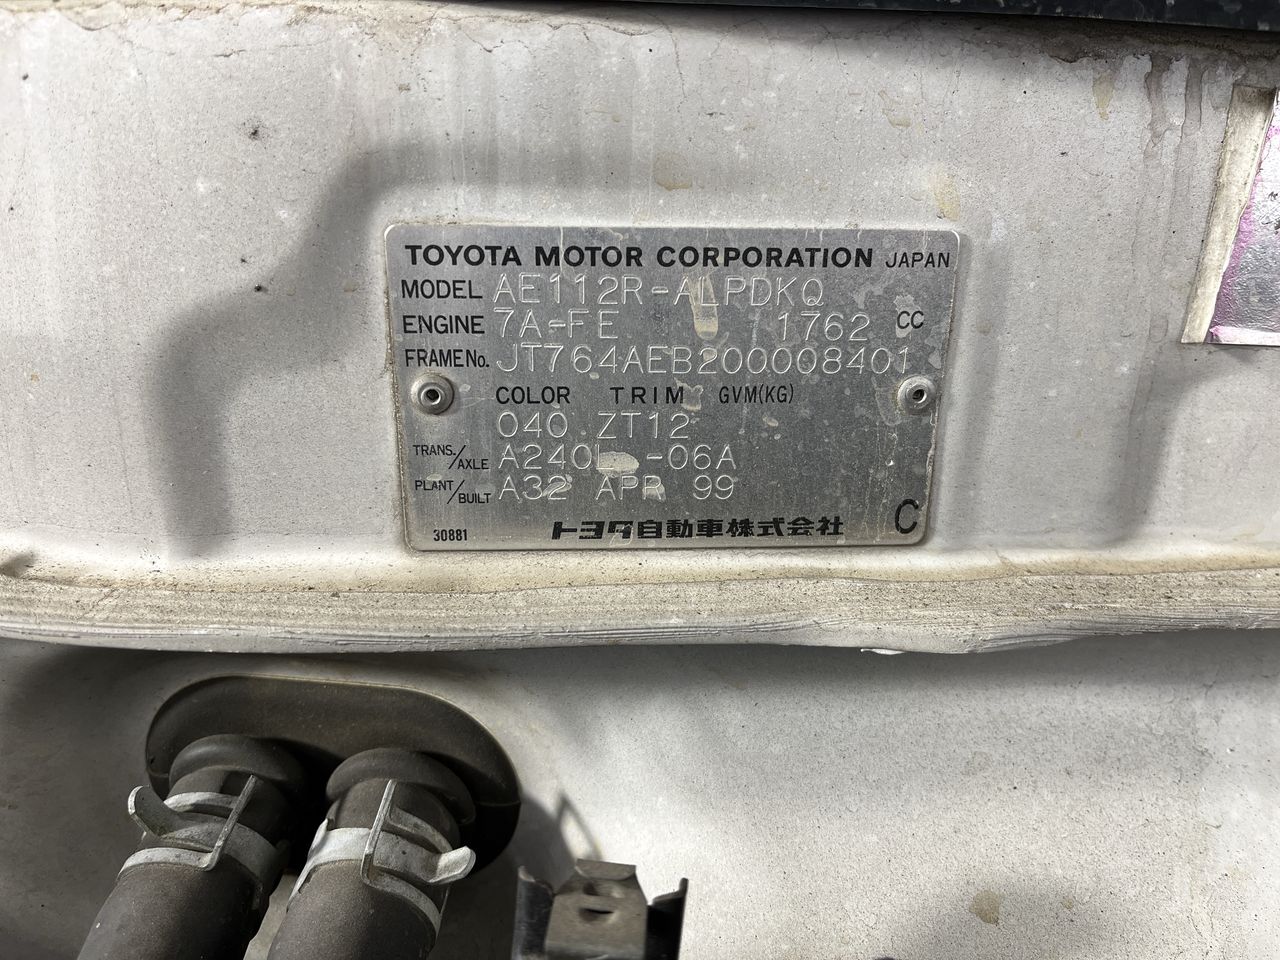 TOYOTA MOTOR CORPORATION JAPAN
MODEL AE112R-ALPDKQ
ENGINE 7A-FE 1762 CC
FRAME No. JT764AEB200008401
COLOR TRIM GVM(KG)
040 ZT12
TRANS./AXLE A240L -06A
PLANT/BUILT A32 APR 99
30881 トヨタ自動車株式会社 C